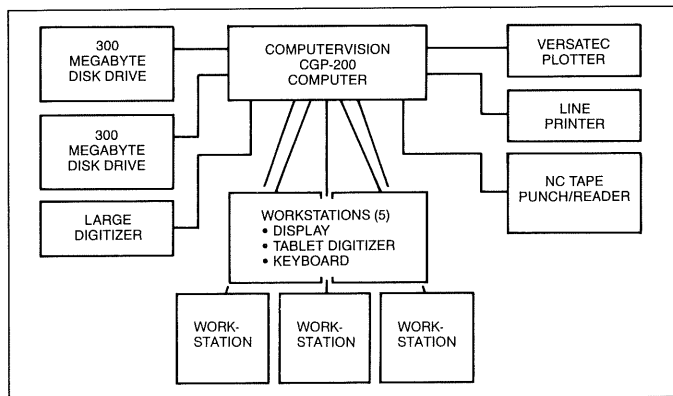 300
MEGABYTE
DISK DRIVE
COMPUTERVISION
CGP-200
COMPUTER
VERSATEC
PLOTTER
300
MEGABYTE
DISK DRIVE
LINE
PRINTER
LARGE
DIGITIZER
WORKSTATIONS (5)
• DISPLAY
• TABLET DIGITIZER
• KEYBOARD
NC TAPE
PUNCH/READER
WORK-
STATION
WORK-
STATION
WORK-
STATION